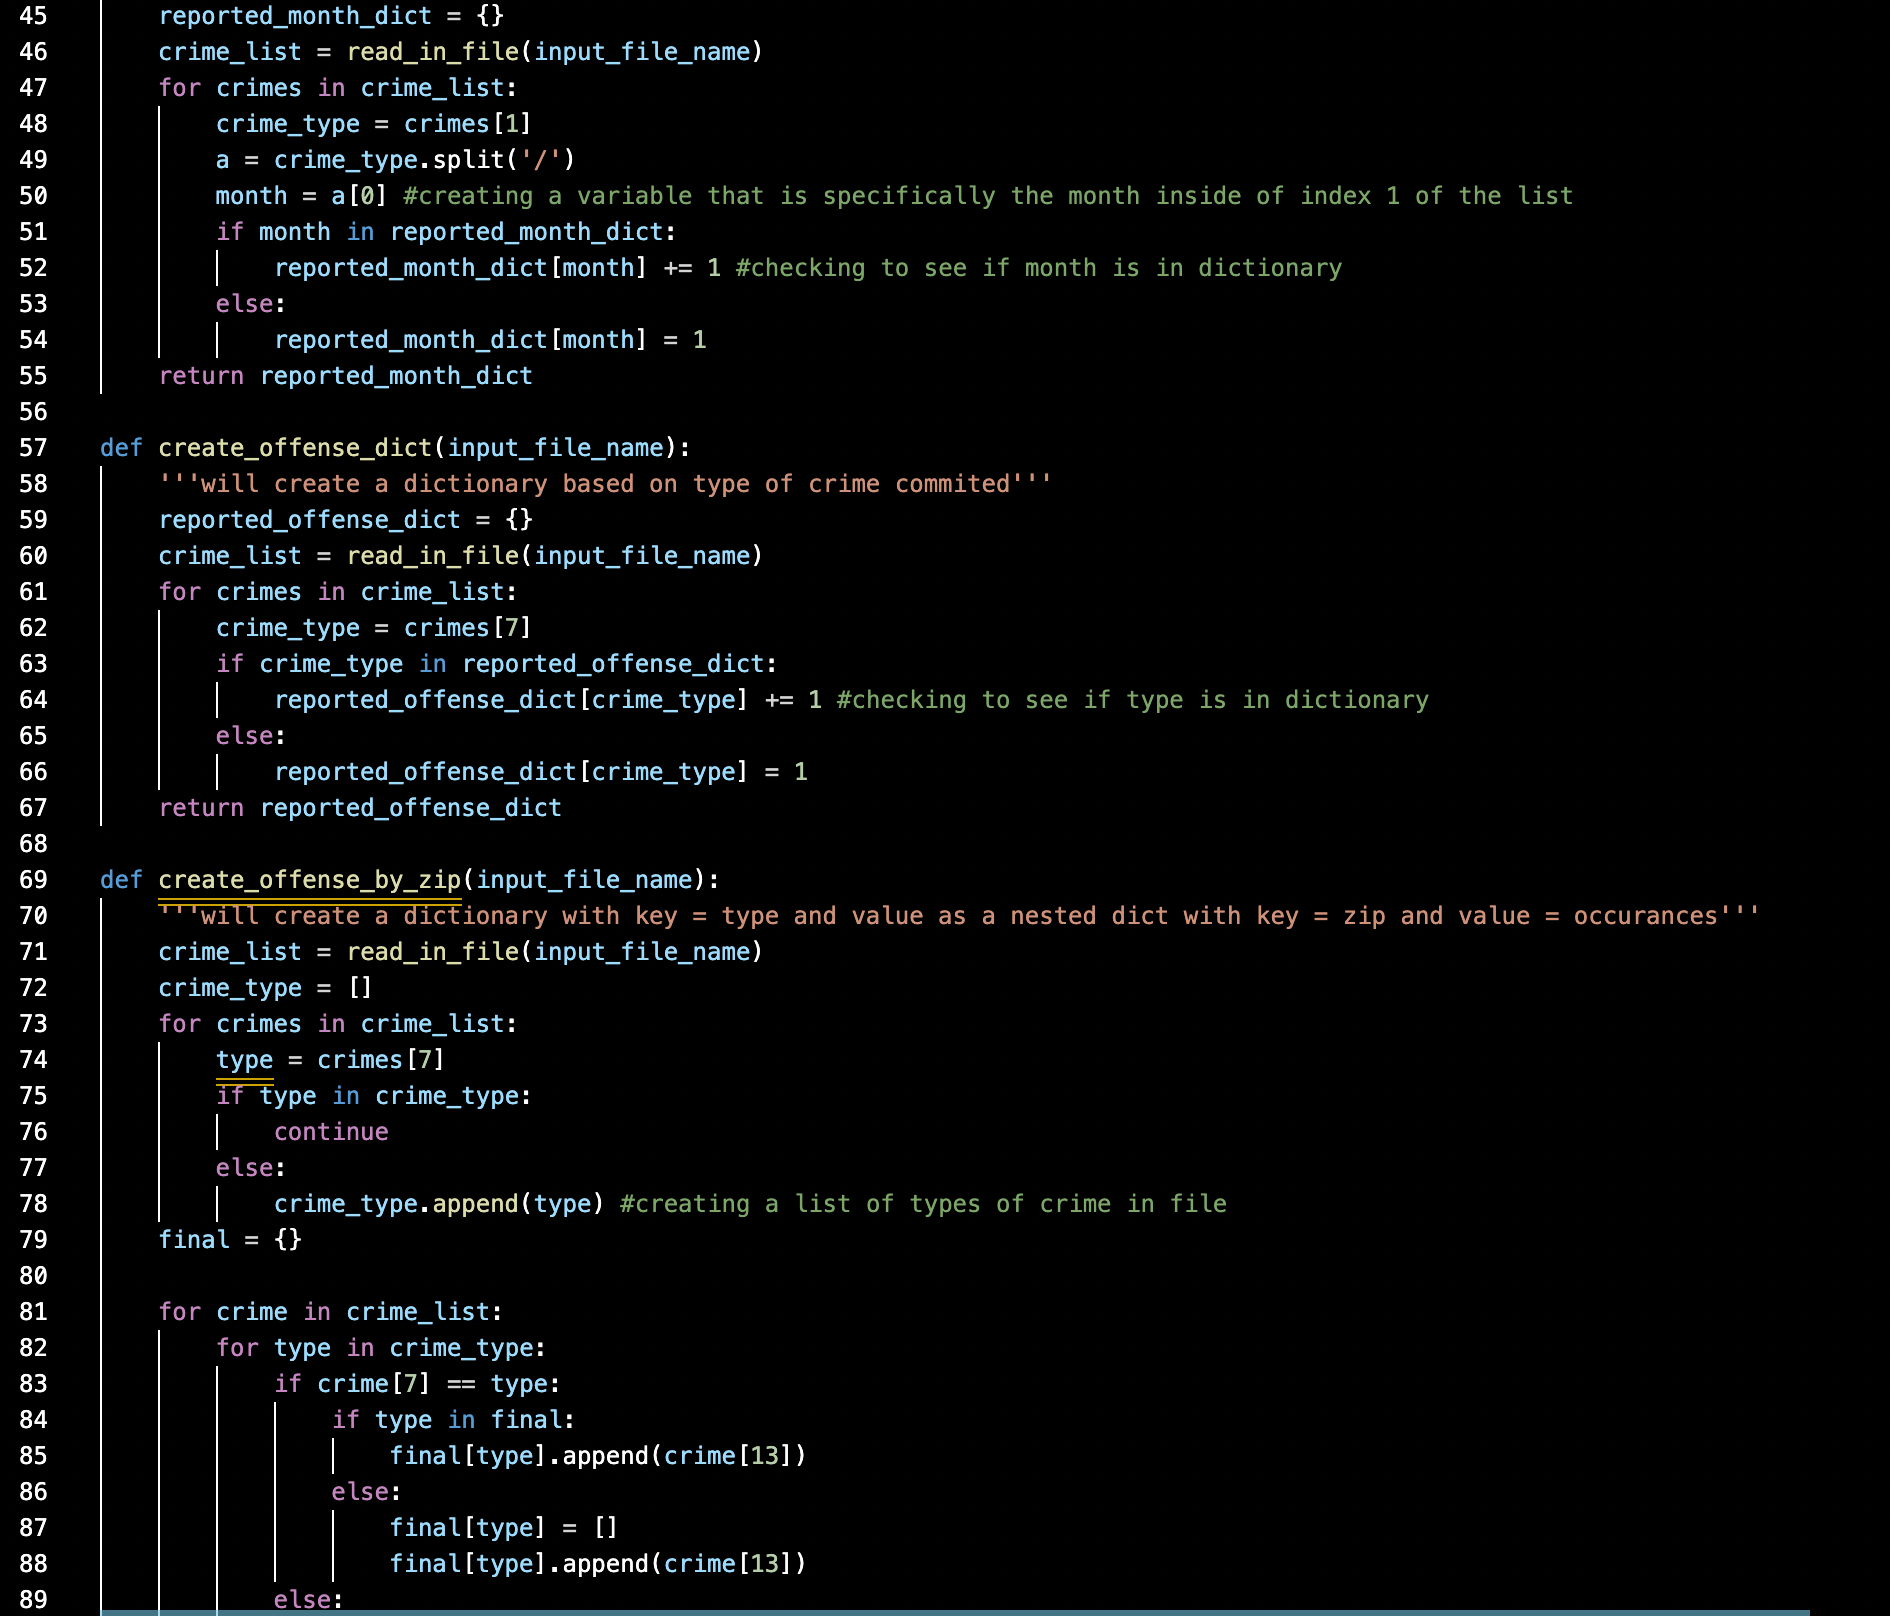 45 reported_month_dict = {}
46 crime_list = read_in_file(input_file_name)
47 for crimes in crime_list:
48 crime_type = crimes[1]
49 a = crime_type.split('/')
50 month = a[0] #creating a variable that is specifically the month inside of index 1 of the list
51 if month in reported_month_dict:
52 reported_month_dict[month] += 1 #checking to see if month is in dictionary
53 else:
54 reported_month_dict[month] = 1
55 return reported_month_dict
56
57 def create_offense_dict(input_file_name):
58 '''will create a dictionary based on type of crime commited'''
59 reported_offense_dict = {}
60 crime_list = read_in_file(input_file_name)
61 for crimes in crime_list:
62 crime_type = crimes[7]
63 if crime_type in reported_offense_dict:
64 reported_offense_dict[crime_type] += 1 #checking to see if type is in dictionary
65 else:
66 reported_offense_dict[crime_type] = 1
67 return reported_offense_dict
68
69 def create_offense_by_zip(input_file_name):
70 '''will create a dictionary with key = type and value as a nested dict with key = zip and value = occurances'''
71 crime_list = read_in_file(input_file_name)
72 crime_type = []
73 for crimes in crime_list:
74 type = crimes[7]
75 if type in crime_type:
76 continue
77 else:
78 crime_type.append(type) #creating a list of types of crime in file
79 final = {}
80
81 for crime in crime_list:
82 for type in crime_type:
83 if crime[7] == type:
84 if type in final:
85 final[type].append(crime[13])
86 else:
87 final[type] = []
88 final[type].append(crime[13])
89 else: